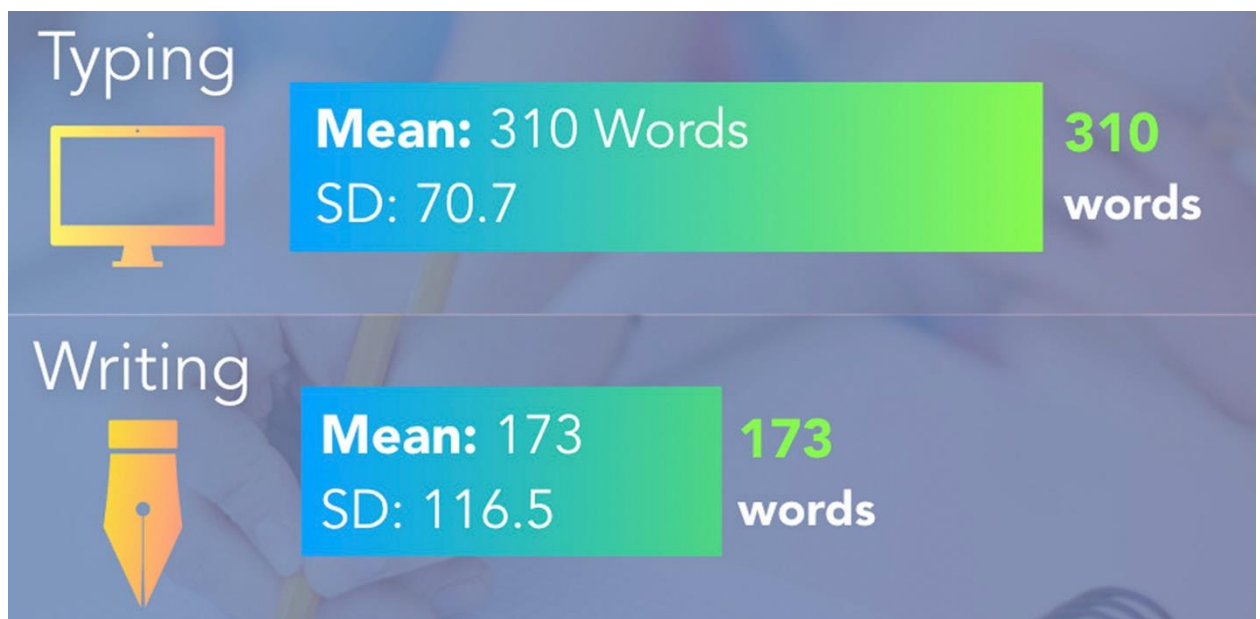 Typing
Mean: 310 Words
SD: 70.7
310
words
Writing
Mean: 173
SD: 116.5
173
words